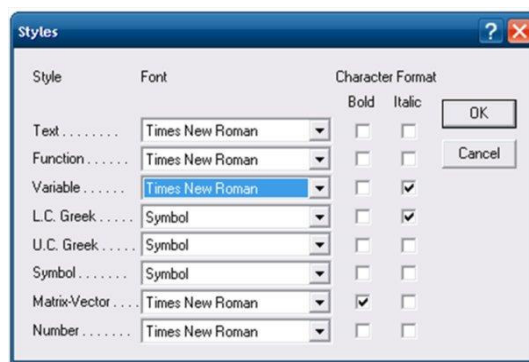 Styles
Style Font Character Format
Bold Italic
OK
Cancel
Text . . . . . . . . Times New Roman
Function . . . . . . Times New Roman
Variable . . . . . . Times New Roman
L.C. Greek . . . . . Symbol
U.C. Greek . . . . . Symbol
Symbol . . . . . . . Symbol
Matrix-Vector . . . . Times New Roman
Number . . . . . . . Times New Roman